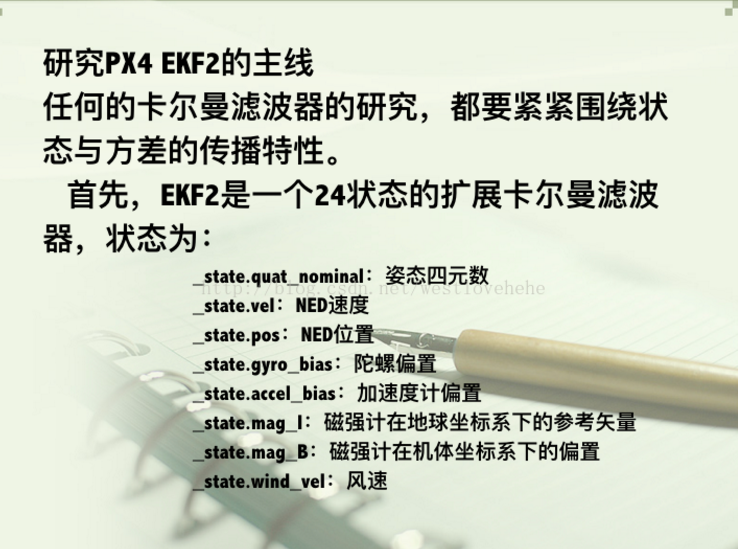 研究PX4 EKF2的主线
任何的卡尔曼滤波器的研究，都要紧紧围绕状
态与方差的传播特性。
首先，EKF2是一个24状态的扩展卡尔曼滤波
器，状态为：
_state.quat_nominal：姿态四元数
http://blog.csdn.net/westlovehehe
_state.vel：NED速度
_state.pos：NED位置
_state.gyro_bias：陀螺偏置
_state.accel_bias：加速度计偏置
_state.mag_I：磁强计在地球坐标系下的参考矢量
_state.mag_B：磁强计在机体坐标系下的偏置
_state.wind_vel：风速